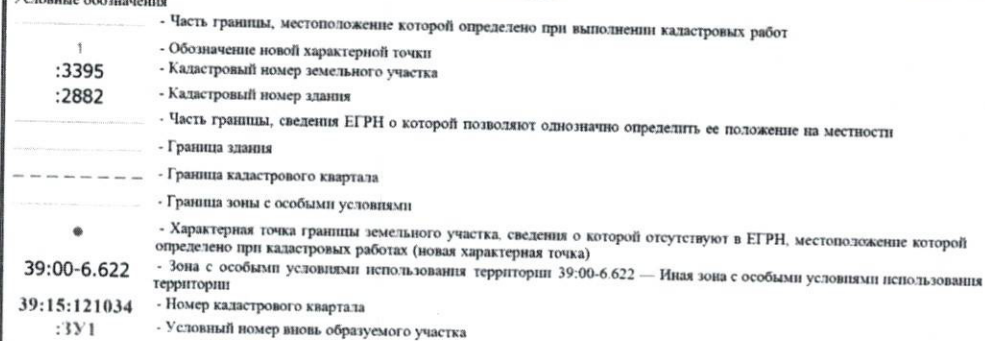 Условные обозначения
- Часть границы, местоположение которой определено при выполнении кадастровых работ
1 - Обозначение новой характерной точки
:3395 - Кадастровый номер земельного участка
:2882 - Кадастровый номер здания
- Часть границы, сведения ЕГРН о которой позволяют однозначно определить ее положение на местности
- Граница здания
- Граница кадастрового квартала
- Граница зоны с особыми условиями
- Характерная точка границы земельного участка, сведения о которой отсутствуют в ЕГРН, местоположение которой
определено при кадастровых работах (новая характерная точка)
39:00-6.622 - Зона с особыми условиями использования территории 39:00-6.622 — Иная зона с особыми условиями использования
территории
39:15:121034 - Номер кадастрового квартала
:ЗУ1 - Условный номер вновь образуемого участка